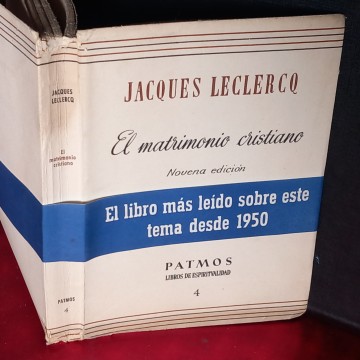 JACQUES
LECLERCQ
El
matrimonio
cristiano
PATMOS
4
JACQUES LECLERCQ
El matrimonio cristiano
Novena edición
El libro más leído sobre este
tema desde 1950
PATMOS
LIBROS DE ESPIRITUALIDAD
4